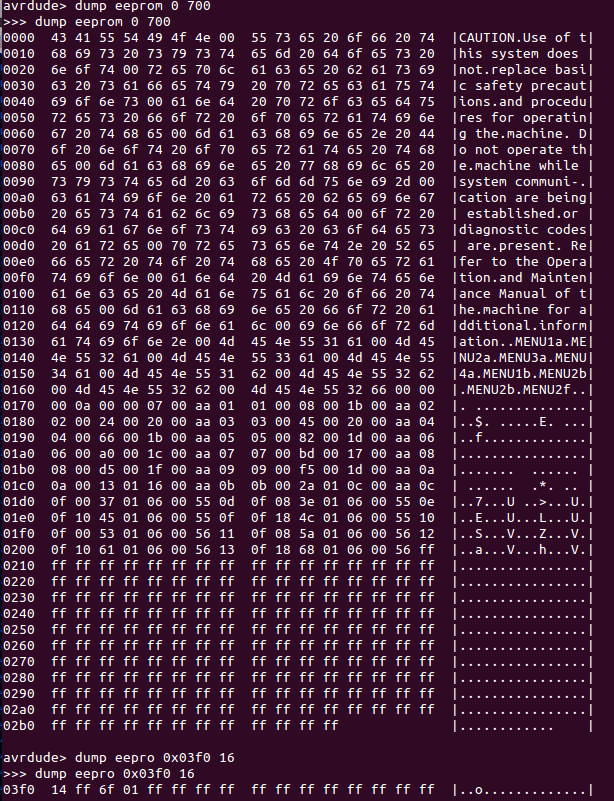 avrdude> dump eeprom 0 700
>>> dump eeprom 0 700
0000  43 41 55 54 49 4f 4e 00  55 73 65 20 6f 66 20 74  |CAUTION.Use of t|
0010  68 69 73 20 73 79 73 74  65 6d 20 64 6f 65 73 20  |his system does |
0020  6e 6f 74 00 72 65 70 6c  61 63 65 20 62 61 73 69  |not.replace basi|
0030  63 20 73 61 66 65 74 79  20 70 72 65 63 61 75 74  |c safety precaut|
0040  69 6f 6e 73 00 61 6e 64  20 70 72 6f 63 65 64 75  |ions.and procedu|
0050  72 65 73 20 66 6f 72 20  6f 70 65 72 61 74 69 6e  |res for operatin|
0060  67 20 74 68 65 00 6d 61  63 68 69 6e 65 2e 20 44  |g the.machine. D|
0070  6f 20 6e 6f 74 20 6f 70  65 72 61 74 65 20 74 68  |o not operate th|
0080  65 00 6d 61 63 68 69 6e  65 20 77 68 69 6c 65 20  |e.machine while |
0090  73 79 73 74 65 6d 20 63  6f 6d 6d 75 6e 69 2d 00  |system communi-.|
00a0  63 61 74 69 6f 6e 20 61  72 65 20 62 65 69 6e 67  |cation are being|
00b0  20 65 73 74 61 62 6c 69  73 68 65 64 00 6f 72 20  | established.or |
00c0  64 69 61 67 6e 6f 73 74  69 63 20 63 6f 64 65 73  |diagnostic codes|
00d0  20 61 72 65 00 70 72 65  73 65 6e 74 2e 20 52 65  | are.present. Re|
00e0  66 65 72 20 74 6f 20 74  68 65 20 4f 70 65 72 61  |fer to the Opera|
00f0  74 69 6f 6e 00 61 6e 64  20 4d 61 69 6e 74 65 6e  |tion.and Mainten|
0100  61 6e 63 65 20 4d 61 6e  75 61 6c 20 6f 66 20 74  |ance Manual of t|
0110  68 65 00 6d 61 63 68 69  6e 65 20 66 6f 72 20 61  |he.machine for a|
0120  64 64 69 74 69 6f 6e 61  6c 00 69 6e 66 6f 72 6d  |dditional.inform|
0130  61 74 69 6f 6e 2e 00 4d  45 4e 55 31 61 00 4d 45  |ation..MENU1a.ME|
0140  4e 55 32 61 00 4d 45 4e  55 33 61 00 4d 45 4e 55  |NU2a.MENU3a.MENU|
0150  34 61 00 4d 45 4e 55 31  62 00 4d 45 4e 55 32 62  |4a.MENU1b.MENU2b|
0160  00 4d 45 4e 55 32 62 00  4d 45 4e 55 32 66 00 00  |.MENU2b.MENU2f..|
0170  00 0a 00 00 07 00 aa 01  01 00 08 00 1b 00 aa 02  |. ..............|
0180  02 00 24 00 20 00 aa 03  03 00 45 00 20 00 aa 04  |..$. .....E. ...|
0190  04 00 66 00 1b 00 aa 05  05 00 82 00 1d 00 aa 06  |..f.............|
01a0  06 00 a0 00 1c 00 aa 07  07 00 bd 00 17 00 aa 08  |................|
01b0  08 00 d5 00 1f 00 aa 09  09 00 f5 00 1d 00 aa 0a  |.......  ...... |
01c0  0a 00 13 01 16 00 aa 0b  0b 00 2a 01 0c 00 aa 0c  | ...... .*. ..|
01d0  0f 00 37 01 06 00 55 0d  0f 08 3e 01 06 00 55 0e  |..7...U ..>...U.|
01e0  0f 10 45 01 06 00 55 0f  0f 18 4c 01 06 00 55 10  |..E...U...L...U.|
01f0  0f 00 53 01 06 00 56 11  0f 08 5a 01 06 00 56 12  |..S...V...Z...V.|
0200  0f 10 61 01 06 00 56 13  0f 18 68 01 06 00 56 ff  |..a...V...h...V.|
0210  ff ff ff ff ff ff ff ff  ff ff ff ff ff ff ff ff  |................|
0220  ff ff ff ff ff ff ff ff  ff ff ff ff ff ff ff ff  |................|
0230  ff ff ff ff ff ff ff ff  ff ff ff ff ff ff ff ff  |................|
0240  ff ff ff ff ff ff ff ff  ff ff ff ff ff ff ff ff  |................|
0250  ff ff ff ff ff ff ff ff  ff ff ff ff ff ff ff ff  |................|
0260  ff ff ff ff ff ff ff ff  ff ff ff ff ff ff ff ff  |................|
0270  ff ff ff ff ff ff ff ff  ff ff ff ff ff ff ff ff  |................|
0280  ff ff ff ff ff ff ff ff  ff ff ff ff ff ff ff ff  |................|
0290  ff ff ff ff ff ff ff ff  ff ff ff ff ff ff ff ff  |................|
02a0  ff ff ff ff ff ff ff ff  ff ff ff ff ff ff ff ff  |................|
02b0  ff ff ff ff ff ff ff ff  ff ff ff ff              |............    |
avrdude> dump eepro 0x03f0 16
>>> dump eepro 0x03f0 16
03f0  14 ff 6f 01 ff ff ff ff  ff ff ff ff ff ff ff ff  |..o.............|